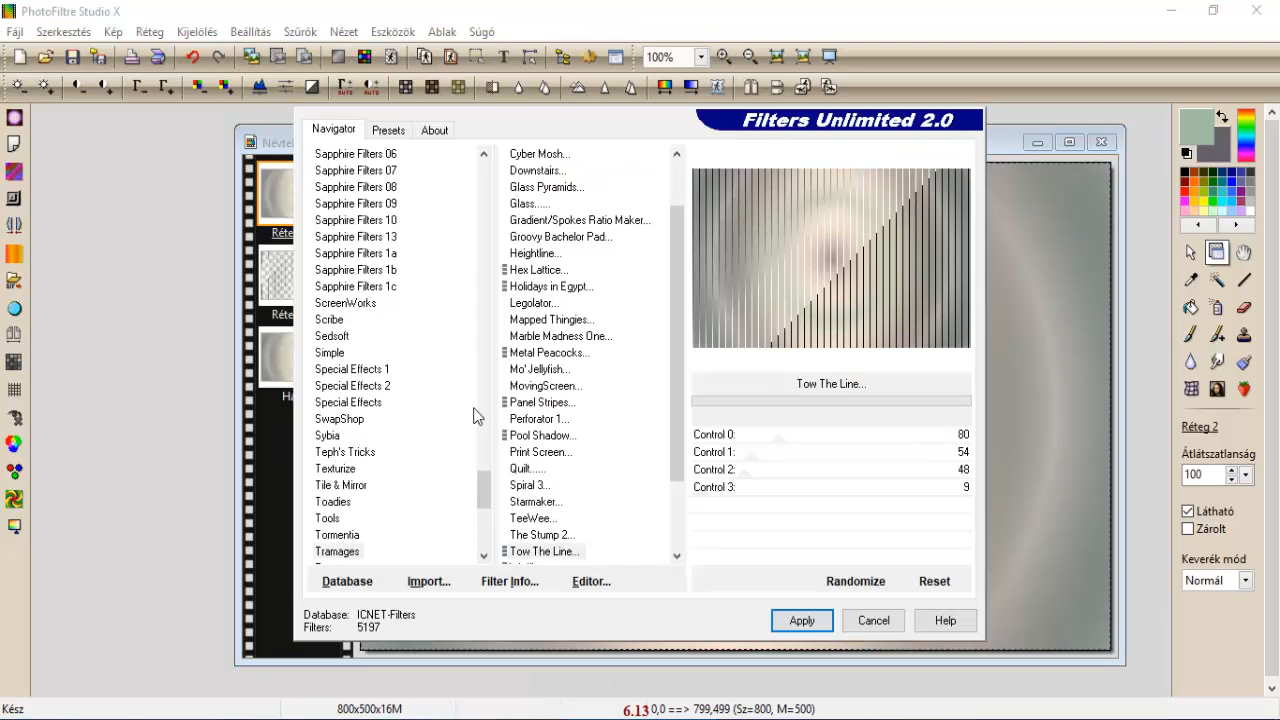 PhotoFiltre Studio X
Fájl Szerkesztés Kép Réteg Kijelölés Beállítás Szűrők Nézet Eszközök Ablak Súgó
100%
AUTO AUTO
Navigator Presets About
Filters Unlimited 2.0
Sapphire Filters 06
Sapphire Filters 07
Sapphire Filters 08
Sapphire Filters 09
Sapphire Filters 10
Sapphire Filters 13
Sapphire Filters 1a
Sapphire Filters 1b
Sapphire Filters 1c
ScreenWorks
Scribe
Sedsoft
Simple
Special Effects 1
Special Effects 2
Special Effects
SwapShop
Sybia
Teph's Tricks
Texturize
Tile & Mirror
Toadies
Tools
Tormentia
Tramages
Cyber Mosh...
Downstairs...
Glass Pyramids...
Glass......
Gradient/Spokes Ratio Maker...
Groovy Bachelor Pad...
Heightline...
Hex Lattice...
Holidays in Egypt...
Legolator...
Mapped Thingies...
Marble Madness One...
Metal Peacocks...
Mo' Jellyfish...
MovingScreen...
Panel Stripes...
Perforator 1...
Pool Shadow...
Print Screen...
Quilt......
Spiral 3...
Starmaker...
TeeWee...
The Stump 2...
Tow The Line...
Tow The Line...
Control 0: 80
Control 1: 54
Control 2: 48
Control 3: 9
Database Import... Filter Info... Editor... Randomize Reset
Database: ICNET-Filters
Filters: 5197
Apply Cancel Help
Névtel
Réte
Réte
Há
Réteg 2
Átlátszatlanság
100
Látható
Zárolt
Keverék mód
Normál
Kész
800x500x16M
6.13 0,0 ==> 799,499 (Sz=800, M=500)